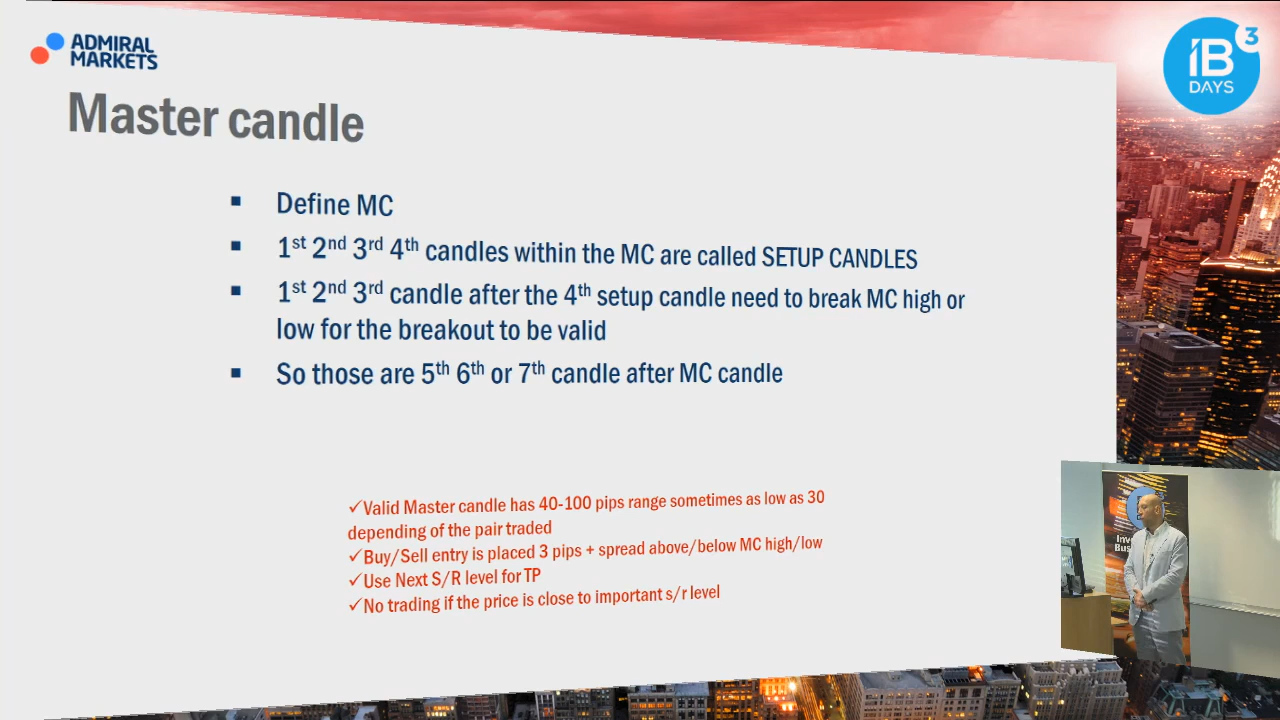 ADMIRAL
MARKETS
3
iB
DAYS
Master candle
▪ Define MC
▪ 1st 2nd 3rd 4th candles within the MC are called SETUP CANDLES
▪ 1st 2nd 3rd candle after the 4th setup candle need to break MC high or
low for the breakout to be valid
▪ So those are 5th 6th or 7th candle after MC candle
✓Valid Master candle has 40-100 pips range sometimes as low as 30
depending of the pair traded
✓Buy/Sell entry is placed 3 pips + spread above/below MC high/low
✓Use Next S/R level for TP
✓No trading if the price is close to important s/r level